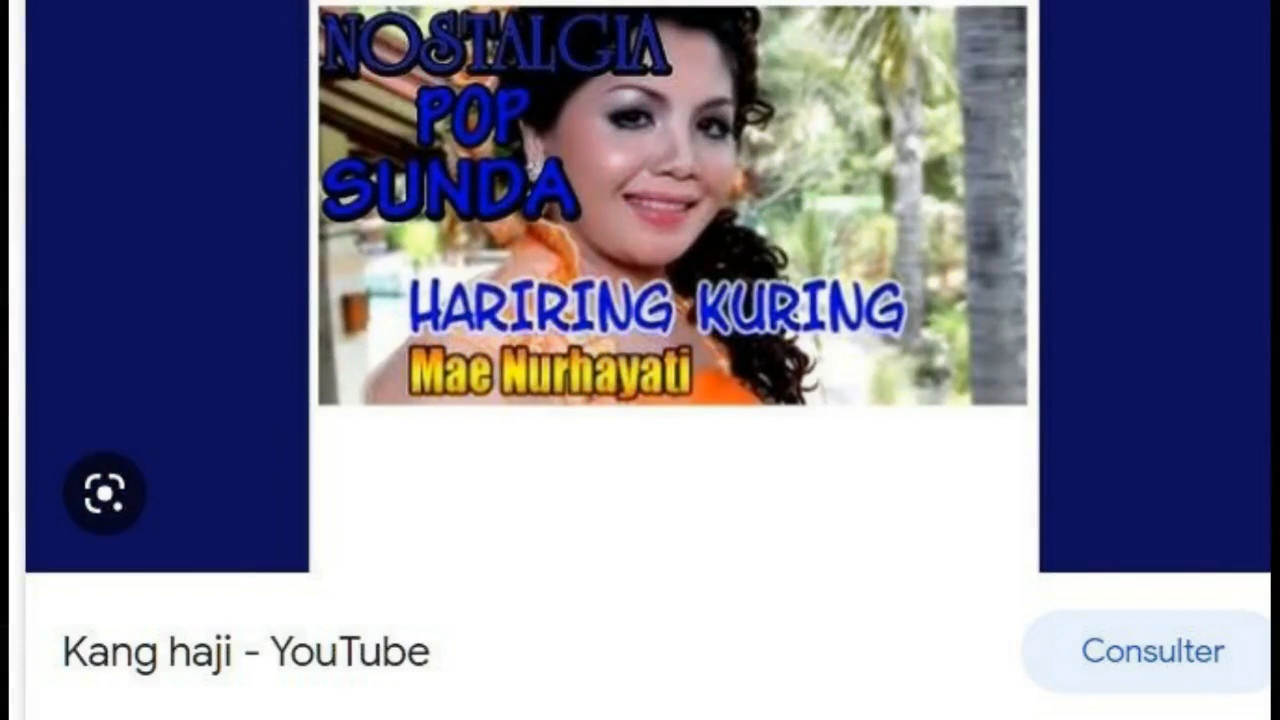 NOSTALGIA
POP
SUNDA
HARIRING KURING
Mae Nurhayati
Kang haji - YouTube
Consulter